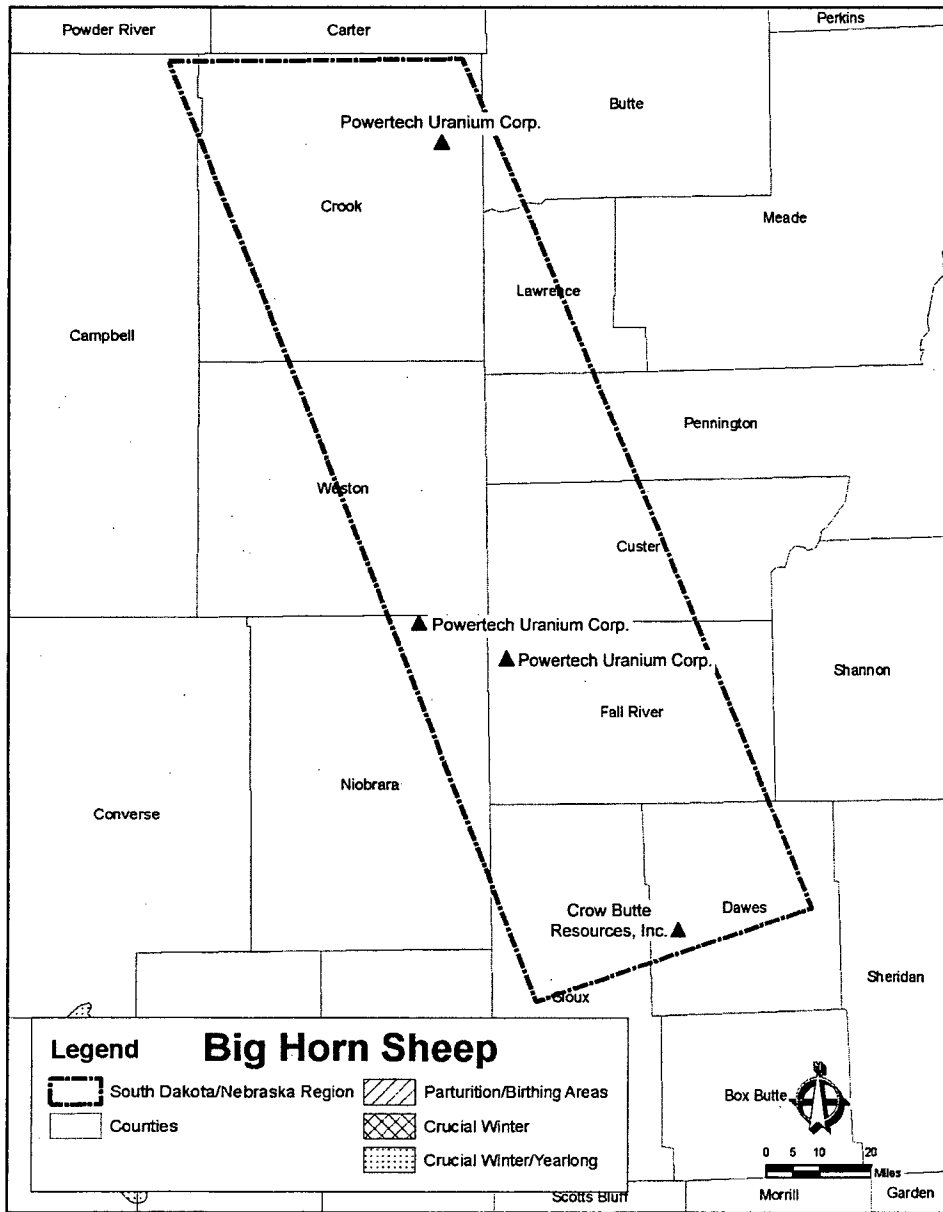 Powder River
Carter
Perkins
Butte
Powertech Uranium Corp.
Crook
Meade
Lawrence
Campbell
Pennington
Weston
Custer
Powertech Uranium Corp.
Powertech Uranium Corp.
Shannon
Fall River
Niobrara
Converse
Crow Butte
Resources, Inc.
Dawes
Sheridan
Sioux
Legend
Big Horn Sheep
South Dakota/Nebraska Region
Parturition/Birthing Areas
Counties
Crucial Winter
Crucial Winter/Yearlong
Box Butte
N
0 5 10 20
Miles
Scotts Bluff
Morrill
Garden